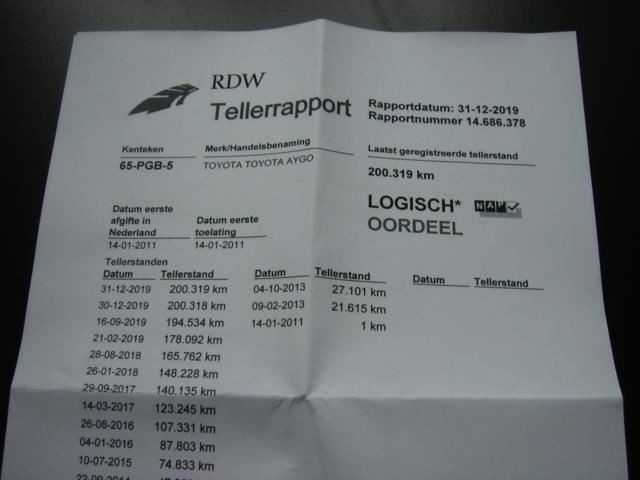 RDW
Tellerrapport
Rapportdatum: 31-12-2019
Rapportnummer 14.686.378
Kenteken Merk/Handelsbenaming Laatst geregistreerde tellerstand
65-PGB-5 TOYOTA TOYOTA AYGO 200.319 km
LOGISCH* NAP
OORDEEL
Datum eerste afgifte in Nederland
14-01-2011
Datum eerste toelating
14-01-2011
Tellerstanden
Datum Tellerstand Datum Tellerstand Datum Tellerstand
31-12-2019 200.319 km 04-10-2013 27.101 km
30-12-2019 200.318 km 09-02-2013 21.615 km
16-09-2019 194.534 km 14-01-2011 1 km
21-02-2019 178.092 km
28-08-2018 165.762 km
26-01-2018 148.228 km
29-09-2017 140.135 km
14-03-2017 123.245 km
26-08-2016 107.331 km
04-01-2016 87.803 km
10-07-2015 74.833 km